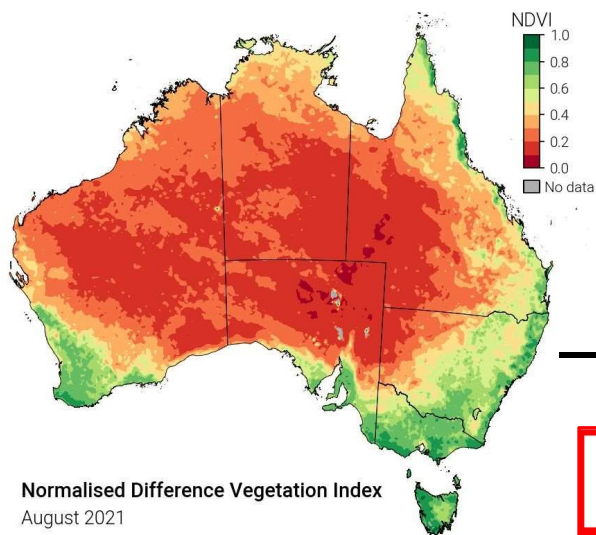 NDVI
1.0
0.8
0.6
0.4
0.2
0.0
No data
Normalised Difference Vegetation Index
August 2021